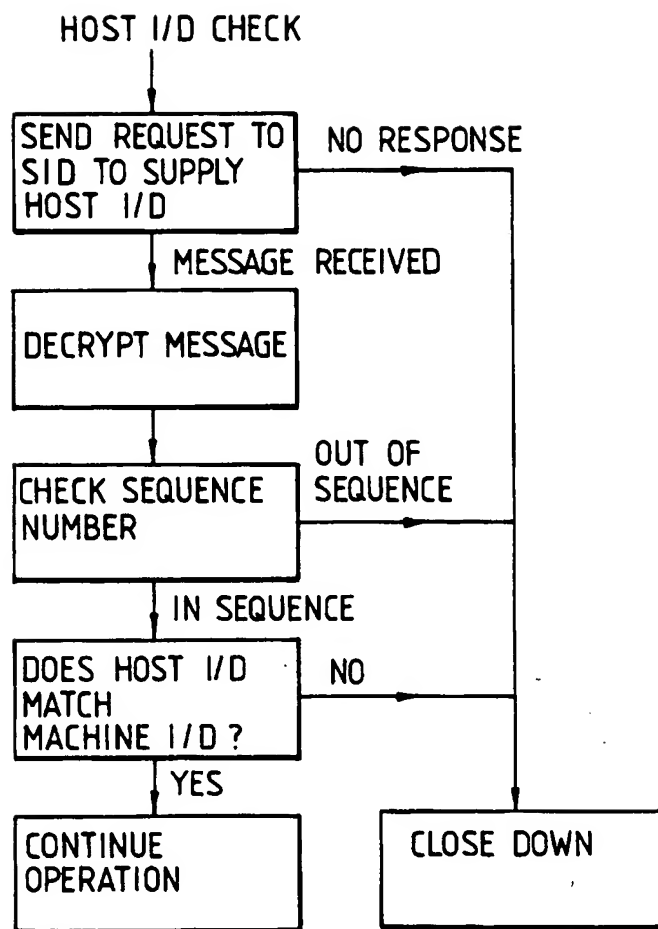 HOST I/D CHECK
SEND REQUEST TO
SID TO SUPPLY
HOST I/D
NO RESPONSE
MESSAGE RECEIVED
DECRYPT MESSAGE
CHECK SEQUENCE
NUMBER
OUT OF
SEQUENCE
IN SEQUENCE
DOES HOST I/D
MATCH
MACHINE I/D ?
NO
YES
CONTINUE
OPERATION
CLOSE DOWN